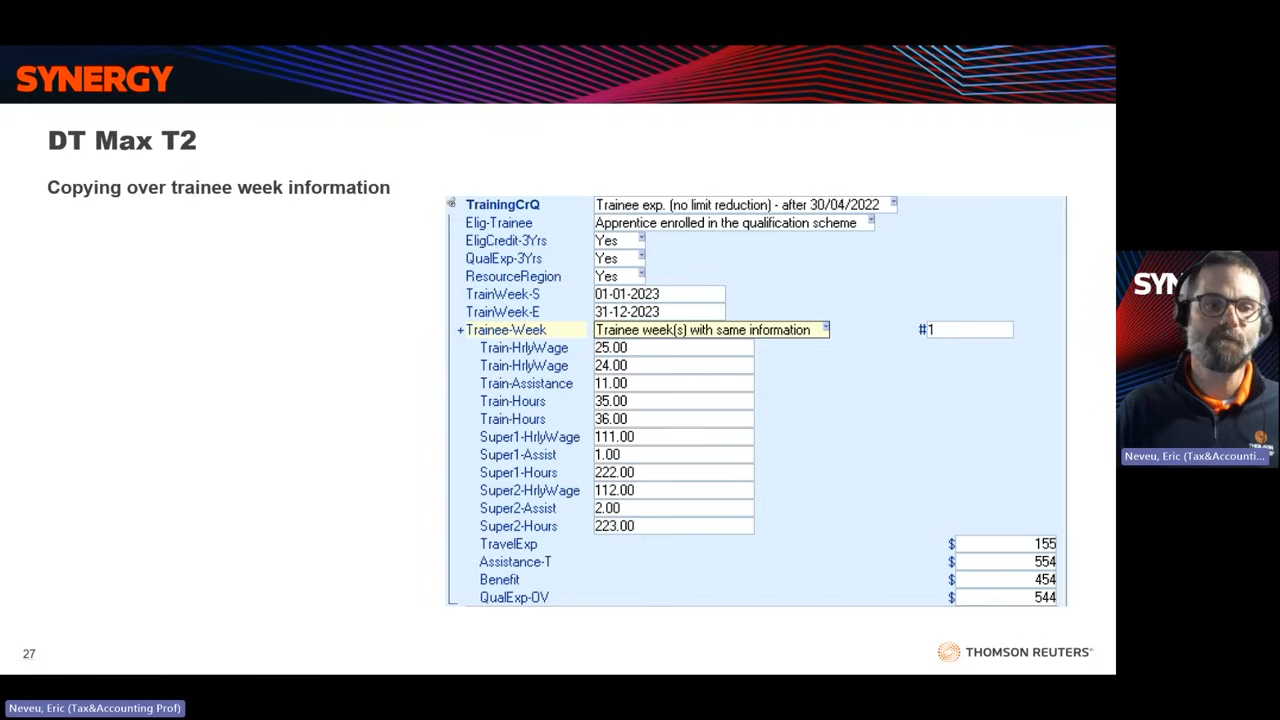 SYNERGY
DT Max T2
Copying over trainee week information
TrainingCrQ Trainee exp. (no limit reduction) - after 30/04/2022
Elig-Trainee Apprentice enrolled in the qualification scheme
EligCredit-3Yrs Yes
QualExp-3Yrs Yes
ResourceRegion Yes
TrainWeek-S 01-01-2023
TrainWeek-E 31-12-2023
+Trainee-Week Trainee week(s) with same information #1
Train-HrlyWage 25.00
Train-HrlyWage 24.00
Train-Assistance 11.00
Train-Hours 35.00
Train-Hours 36.00
Super1-HrlyWage 111.00
Super1-Assist 1.00
Super1-Hours 222.00
Super2-HrlyWage 112.00
Super2-Assist 2.00
Super2-Hours 223.00
TravelExp $ 155
Assistance-T $ 554
Benefit $ 454
QualExp-OV $ 544
27
THOMSON REUTERS®
SY
Neveu, Eric (Tax&Accounti...
Neveu, Eric (Tax&Accounting Prof)